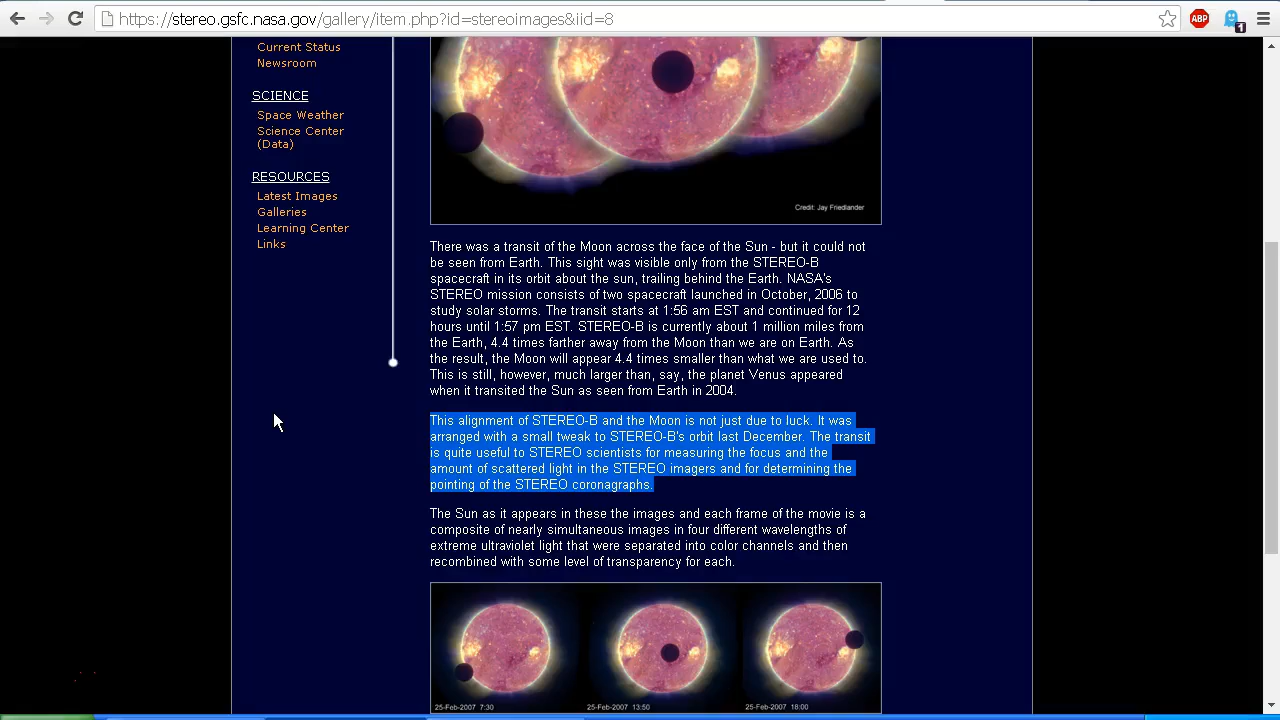 https://stereo.gsfc.nasa.gov/gallery/item.php?id=stereoimages&iid=8
ABP
1
Current Status
Newsroom
SCIENCE
Space Weather
Science Center
(Data)
RESOURCES
Latest Images
Galleries
Learning Center
Links
Credit: Jay Friedlander
There was a transit of the Moon across the face of the Sun - but it could not
be seen from Earth. This sight was visible only from the STEREO-B
spacecraft in its orbit about the sun, trailing behind the Earth. NASA's
STEREO mission consists of two spacecraft launched in October, 2006 to
study solar storms. The transit starts at 1:56 am EST and continued for 12
hours until 1:57 pm EST. STEREO-B is currently about 1 million miles from
the Earth, 4.4 times farther away from the Moon than we are on Earth. As
the result, the Moon will appear 4.4 times smaller than what we are used to.
This is still, however, much larger than, say, the planet Venus appeared
when it transited the Sun as seen from Earth in 2004.
This alignment of STEREO-B and the Moon is not just due to luck. It was
arranged with a small tweak to STEREO-B's orbit last December. The transit
is quite useful to STEREO scientists for measuring the focus and the
amount of scattered light in the STEREO imagers and for determining the
pointing of the STEREO coronagraphs.
The Sun as it appears in these the images and each frame of the movie is a
composite of nearly simultaneous images in four different wavelengths of
extreme ultraviolet light that were separated into color channels and then
recombined with some level of transparency for each.
25-Feb-2007 7:30
25-Feb-2007 13:50
25-Feb-2007 18:00